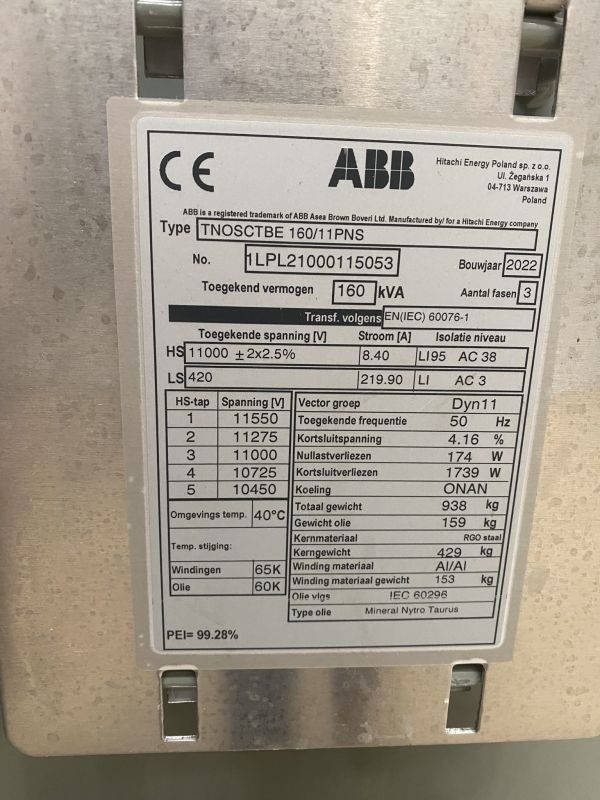 CE
ABB
Hitachi Energy Poland sp. z o.o.
Ul. Żegańska 1
04-713 Warszawa
Poland
ABB is a registered trademark of ABB Asea Brown Boveri Ltd. Manufactured by/ for a Hitachi Energy company
Type TNOSCTBE 160/11PNS
No. 1LPL21000115053 Bouwjaar 2022
Toegekend vermogen 160 kVA Aantal fasen 3
Transf. volgens EN(IEC) 60076-1
Toegekende spanning [V] Stroom [A] Isolatie niveau
HS 11000 ±2x2.5% 8.40 LI95 AC 38
LS 420 219.90 LI AC 3
HS-tap Spanning [V]
1 11550
2 11275
3 11000
4 10725
5 10450
Omgevings temp. 40°C
Temp. stijging:
Windingen 65K
Olie 60K
PEI= 99.28%
Vector groep Dyn11
Toegekende frequentie 50 Hz
Kortsluitspanning 4.16 %
Nullastverliezen 174 W
Kortsluitverliezen 1739 W
Koeling ONAN
Totaal gewicht 938 kg
Gewicht olie 159 kg
Kernmateriaal RGO staal
Kerngewicht 429 kg
Winding materiaal Al/Al
Winding materiaal gewicht 153 kg
Olie vlgs IEC 60296
Type olie Mineral Nytro Taurus